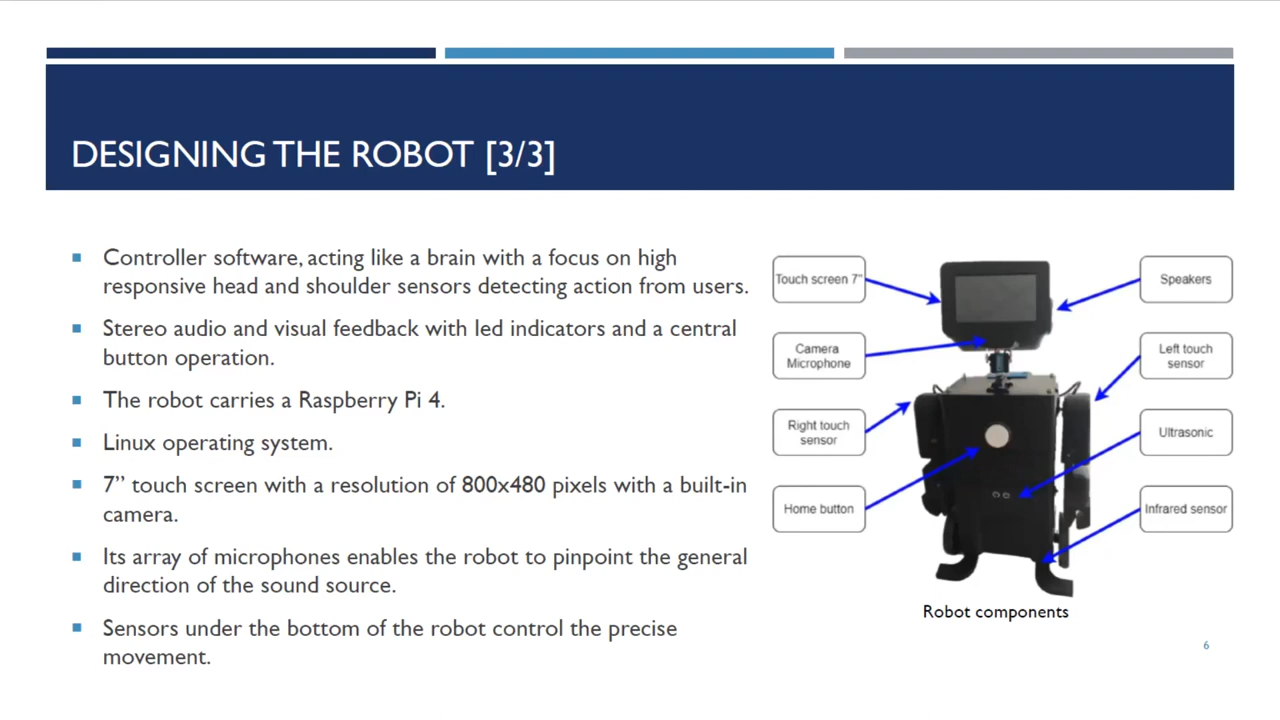 DESIGNING THE ROBOT [3/3]
Controller software, acting like a brain with a focus on high
responsive head and shoulder sensors detecting action from users.
Stereo audio and visual feedback with led indicators and a central
button operation.
The robot carries a Raspberry Pi 4.
Linux operating system.
7’’ touch screen with a resolution of 800x480 pixels with a built-in
camera.
Its array of microphones enables the robot to pinpoint the general
direction of the sound source.
Sensors under the bottom of the robot control the precise
movement.
Touch screen 7"
Camera
Microphone
Right touch
sensor
Home button
Speakers
Left touch
sensor
Ultrasonic
Infrared sensor
Robot components
6